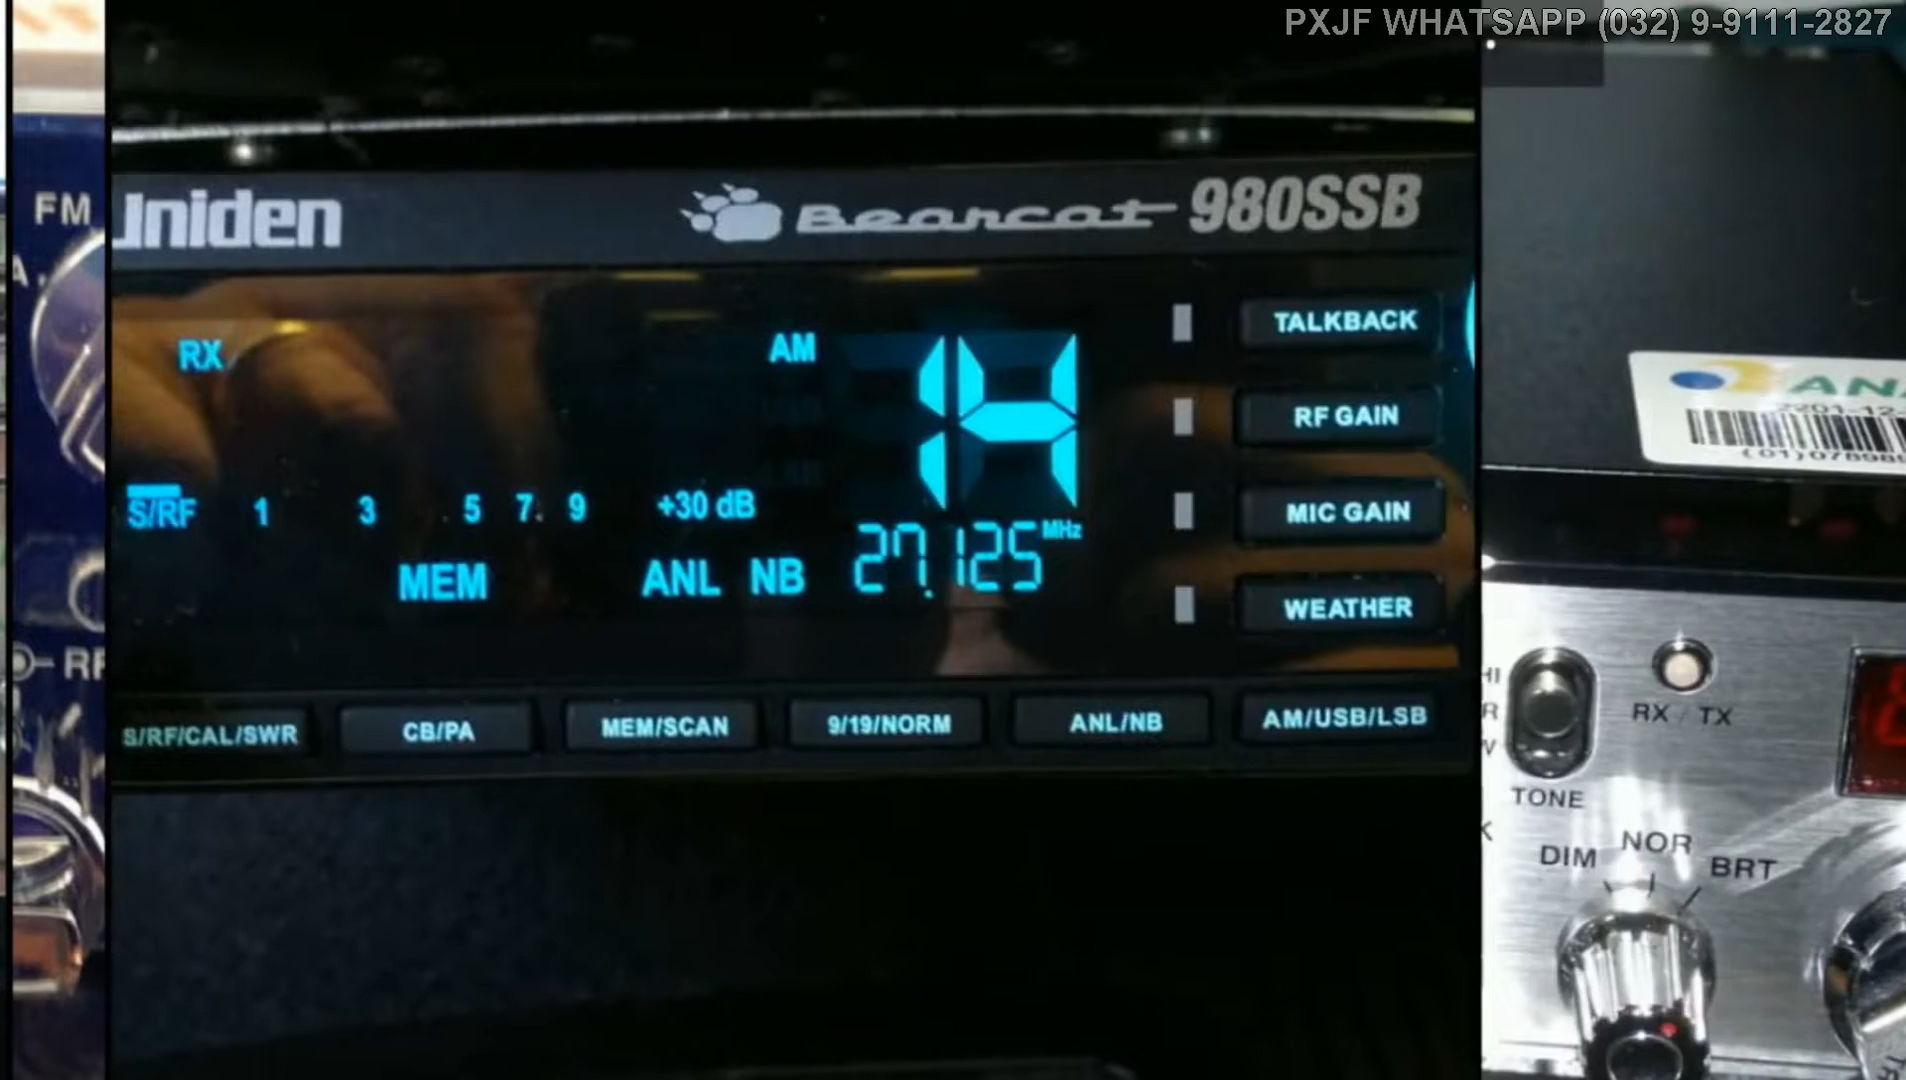 PXJF WHATSAPP (032) 9-9111-2827
FM
Uniden
Bearcat 980SSB
RX
AM
14
TALKBACK
RF GAIN
S/RF 1 3 5 7 9 +30 dB
MIC GAIN
MEM
ANL NB
27.125 MHz
WEATHER
S/RF/CAL/SWR
CB/PA
MEM/SCAN
9/19/NORM
ANL/NB
AM/USB/LSB
RX / TX
TONE
DIM
NOR
BRT